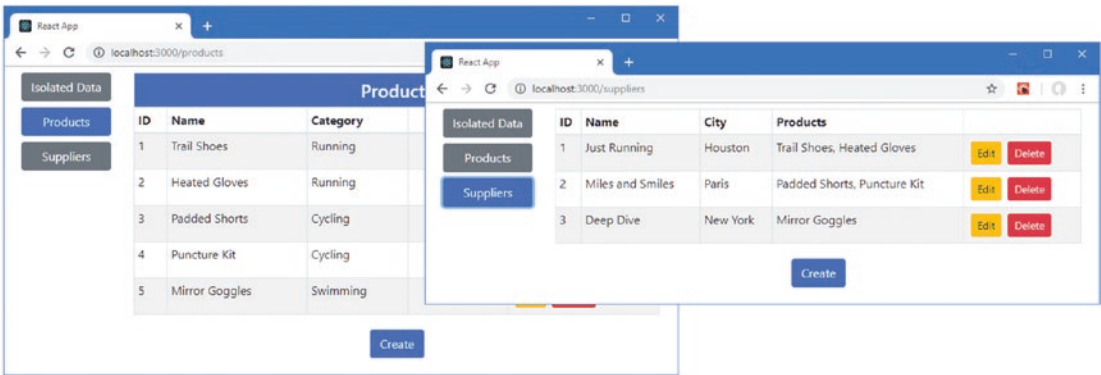 React App
localhost:3000/products
Isolated Data
Products
Suppliers
Product
ID Name Category
1 Trail Shoes Running
2 Heated Gloves Running
3 Padded Shorts Cycling
4 Puncture Kit Cycling
5 Mirror Goggles Swimming
Create
React App
localhost:3000/suppliers
Isolated Data
Products
Suppliers
ID Name City Products
1 Just Running Houston Trail Shoes, Heated Gloves Edit Delete
2 Miles and Smiles Paris Padded Shorts, Puncture Kit Edit Delete
3 Deep Dive New York Mirror Goggles Edit Delete
Create